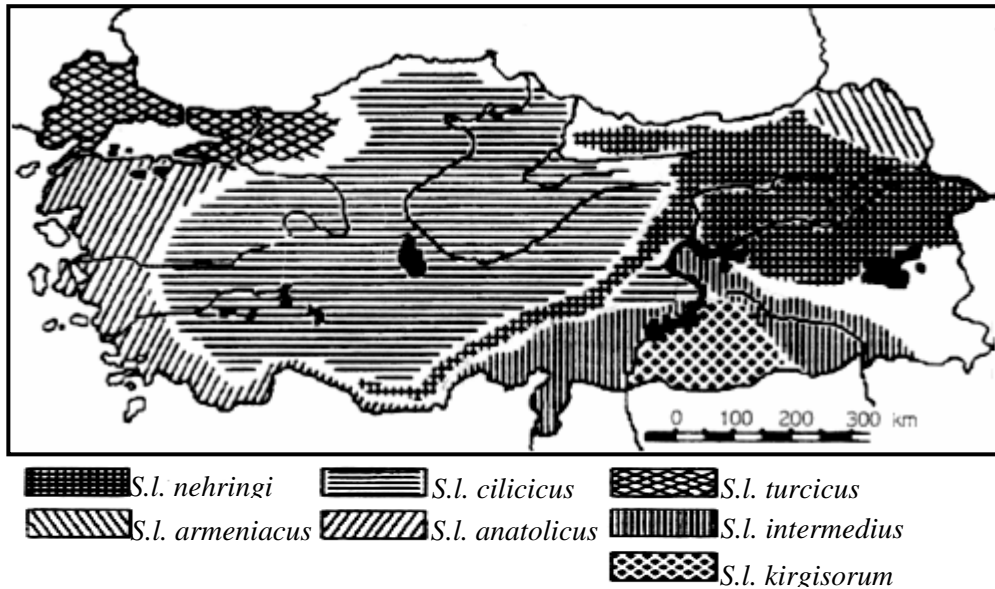 0 100 200 300 km
S.l. nehringi S.l. cilicicus S.l. turcicus
S.l. armeniacus S.l. anatolicus S.l. intermedius
S.l. kirgisorum